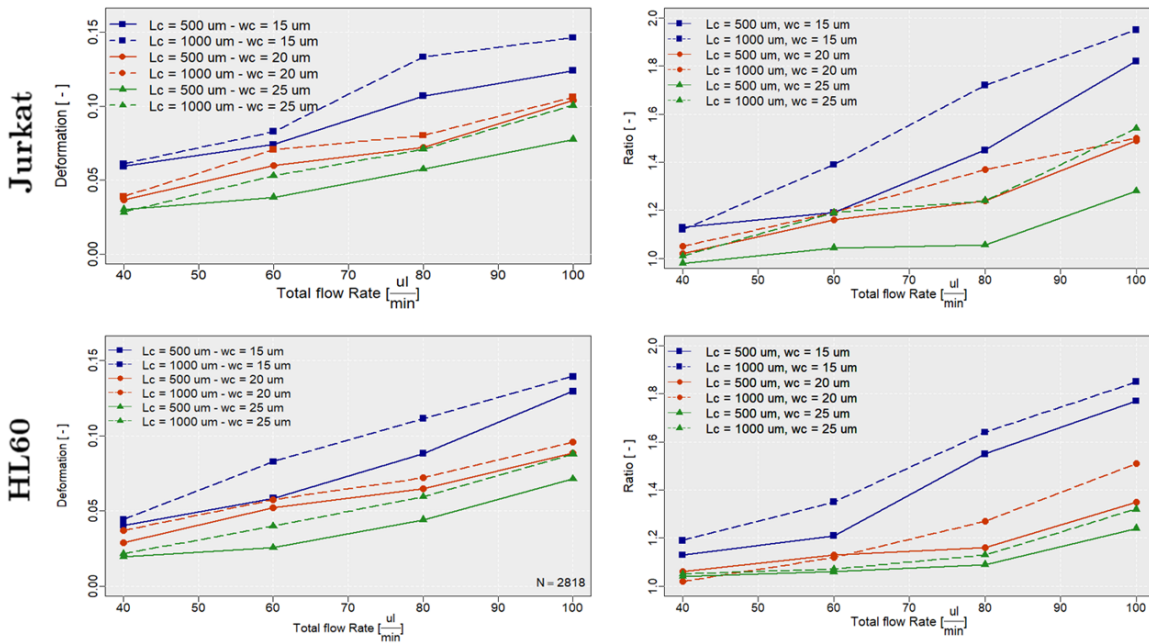 Jurkat
Deformation [ - ]
0.15
0.10
0.05
0.00
Lc = 500 um - wc = 15 um
Lc = 1000 um - wc = 15 um
Lc = 500 um - wc = 20 um
Lc = 1000 um - wc = 20 um
Lc = 500 um - wc = 25 um
Lc = 1000 um - wc = 25 um
40 50 60 70 80 90 100
Total flow Rate [ul/min]
Ratio [ - ]
2.0
1.8
1.6
1.4
1.2
1.0
Lc = 500 um, wc = 15 um
Lc = 1000 um, wc = 15 um
Lc = 500 um, wc = 20 um
Lc = 1000 um, wc = 20 um
Lc = 500 um, wc = 25 um
Lc = 1000 um, wc = 25 um
40 50 60 70 80 90 100
Total flow Rate [ul/min]
HL60
Deformation [ - ]
0.15
0.10
0.05
0.00
Lc = 500 um - wc = 15 um
Lc = 1000 um - wc = 15 um
Lc = 500 um - wc = 20 um
Lc = 1000 um - wc = 20 um
Lc = 500 um - wc = 25 um
Lc = 1000 um - wc = 25 um
N = 2818
40 50 60 70 80 90 100
Total flow Rate [ul/min]
Ratio [ - ]
2.0
1.8
1.6
1.4
1.2
1.0
Lc = 500 um, wc = 15 um
Lc = 1000 um, wc = 15 um
Lc = 500 um, wc = 20 um
Lc = 1000 um, wc = 20 um
Lc = 500 um, wc = 25 um
Lc = 1000 um, wc = 25 um
40 50 60 70 80 90 100
Total flow Rate [ul/min]